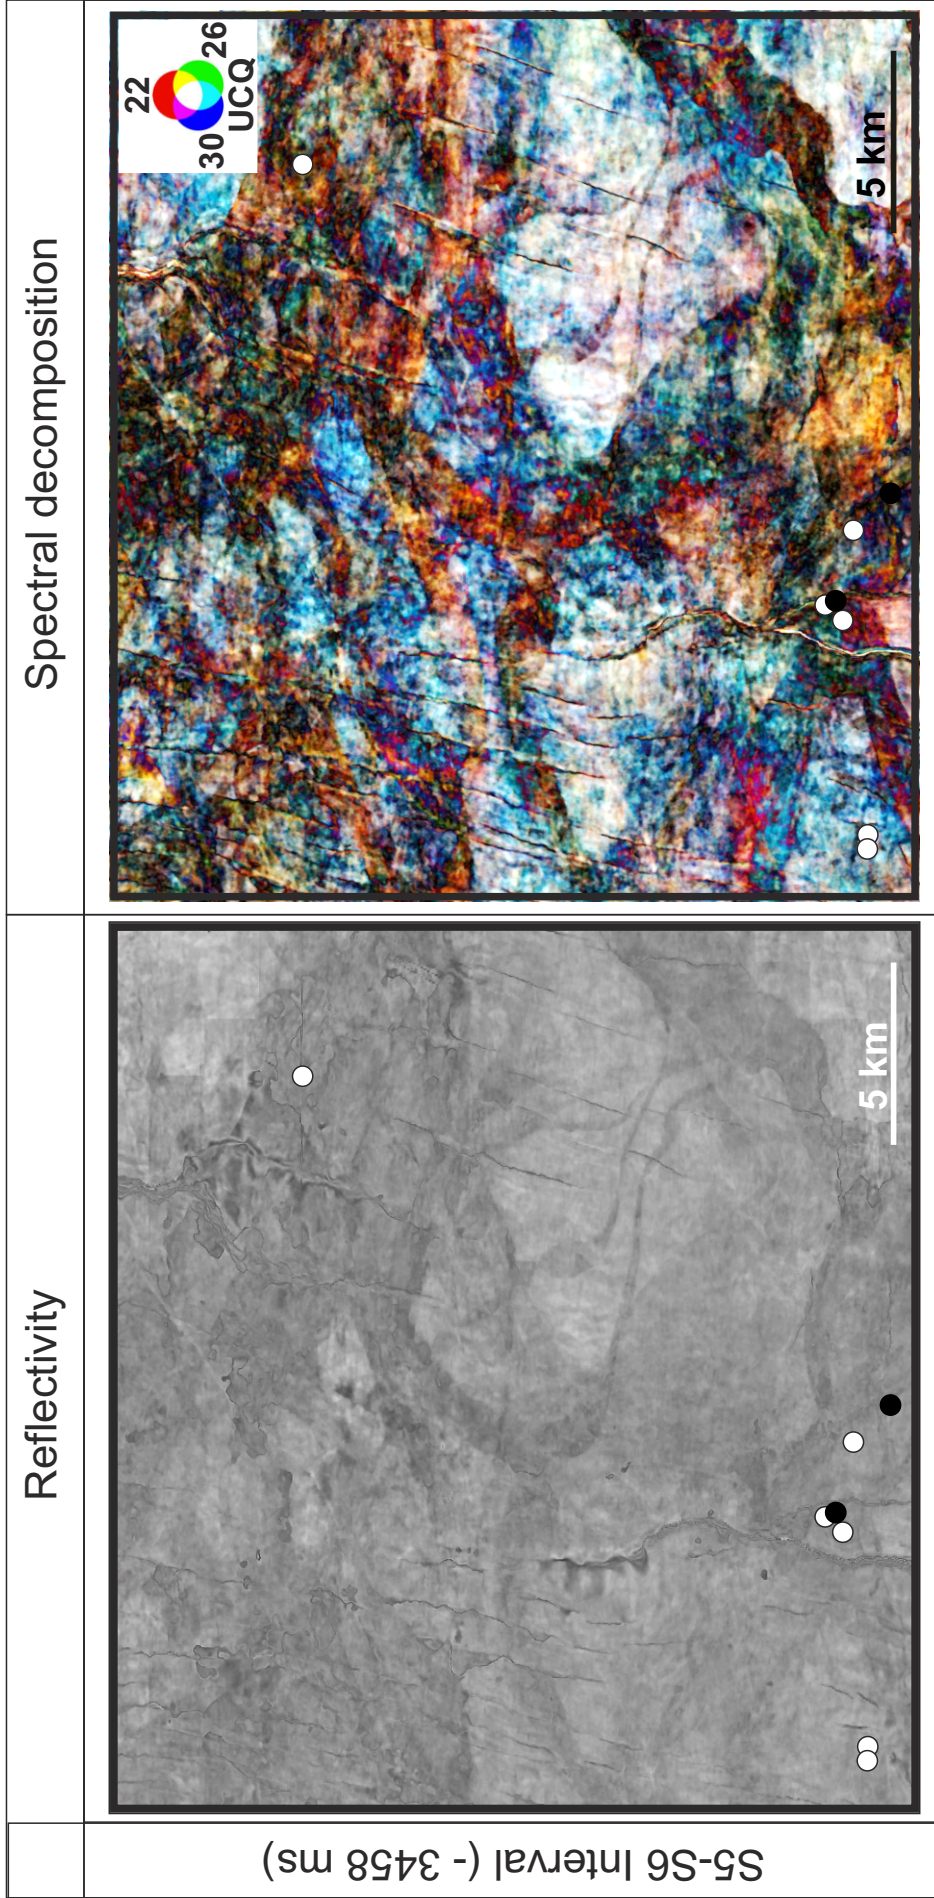 Reflectivity
Spectral decomposition
S5-S6 Interval (- 3458 ms)
5 km
22
30
26
UCQ
5 km